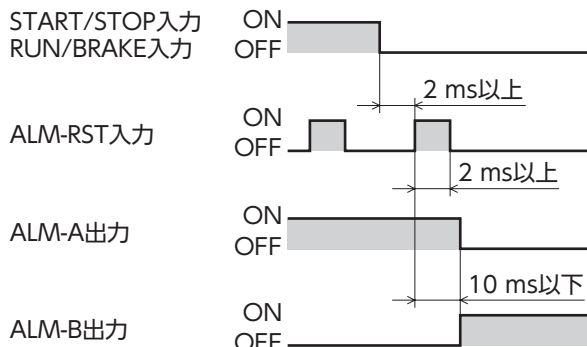 START/STOP入力
RUN/BRAKE入力
ON
OFF
2 ms以上
ALM-RST入力
ON
OFF
2 ms以上
ALM-A出力
ON
OFF
10 ms以下
ALM-B出力
ON
OFF